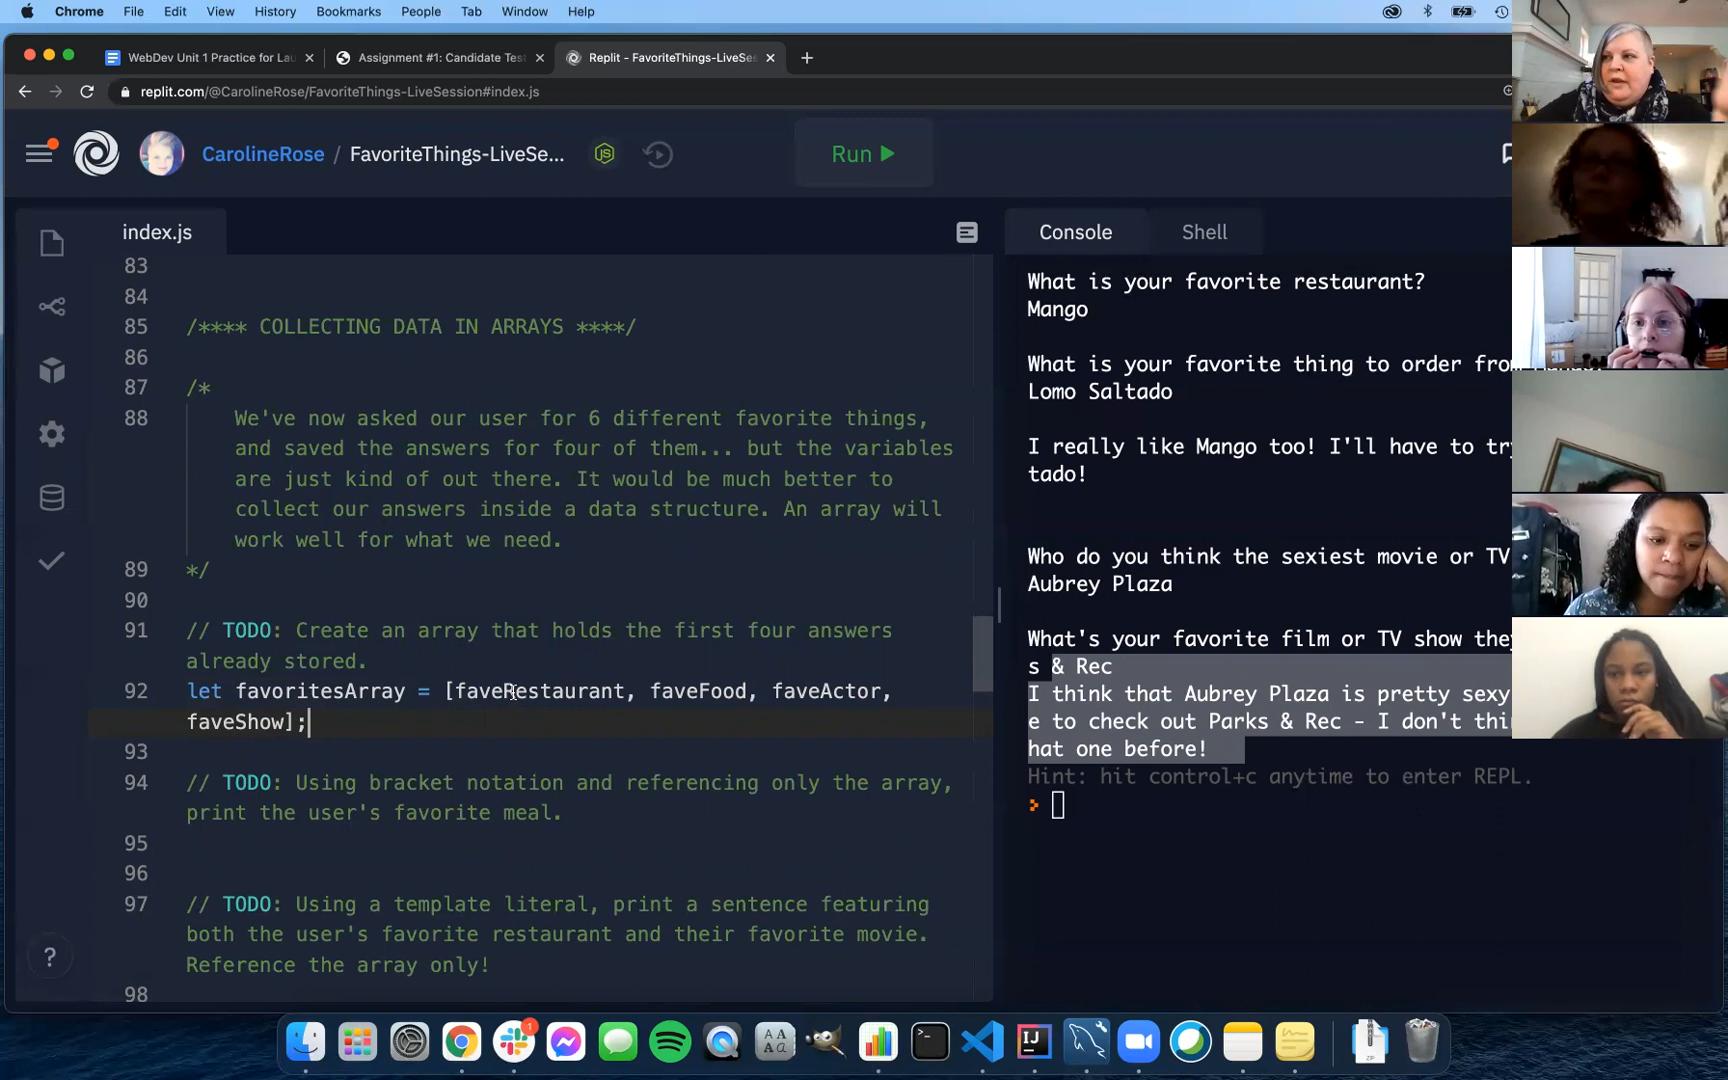 Chrome File Edit View History Bookmarks People Tab Window Help
WebDev Unit 1 Practice for Lau
Assignment #1: Candidate Test
Replit - FavoriteThings-LiveSes
replit.com/@CarolineRose/FavoriteThings-LiveSession#index.js
CarolineRose / FavoriteThings-LiveSe...
Run
index.js
83
84
85 /**** COLLECTING DATA IN ARRAYS ****/
86
87 /*
88 We've now asked our user for 6 different favorite things,
and saved the answers for four of them... but the variables
are just kind of out there. It would be much better to
collect our answers inside a data structure. An array will
work well for what we need.
89 */
90
91 // TODO: Create an array that holds the first four answers
already stored.
92 let favoritesArray = [faveRestaurant, faveFood, faveActor,
faveShow];
93
94 // TODO: Using bracket notation and referencing only the array,
print the user's favorite meal.
95
96
97 // TODO: Using a template literal, print a sentence featuring
both the user's favorite restaurant and their favorite movie.
Reference the array only!
98
Console Shell
What is your favorite restaurant?
Mango
What is your favorite thing to order from
Lomo Saltado
I really like Mango too! I'll have to try
tado!
Who do you think the sexiest movie or TV
Aubrey Plaza
What's your favorite film or TV show they
s & Rec
I think that Aubrey Plaza is pretty sexy
e to check out Parks & Rec - I don't thi
hat one before!
Hint: hit control+c anytime to enter REPL.
>
?
1
A A
A A
IJ
ZIP